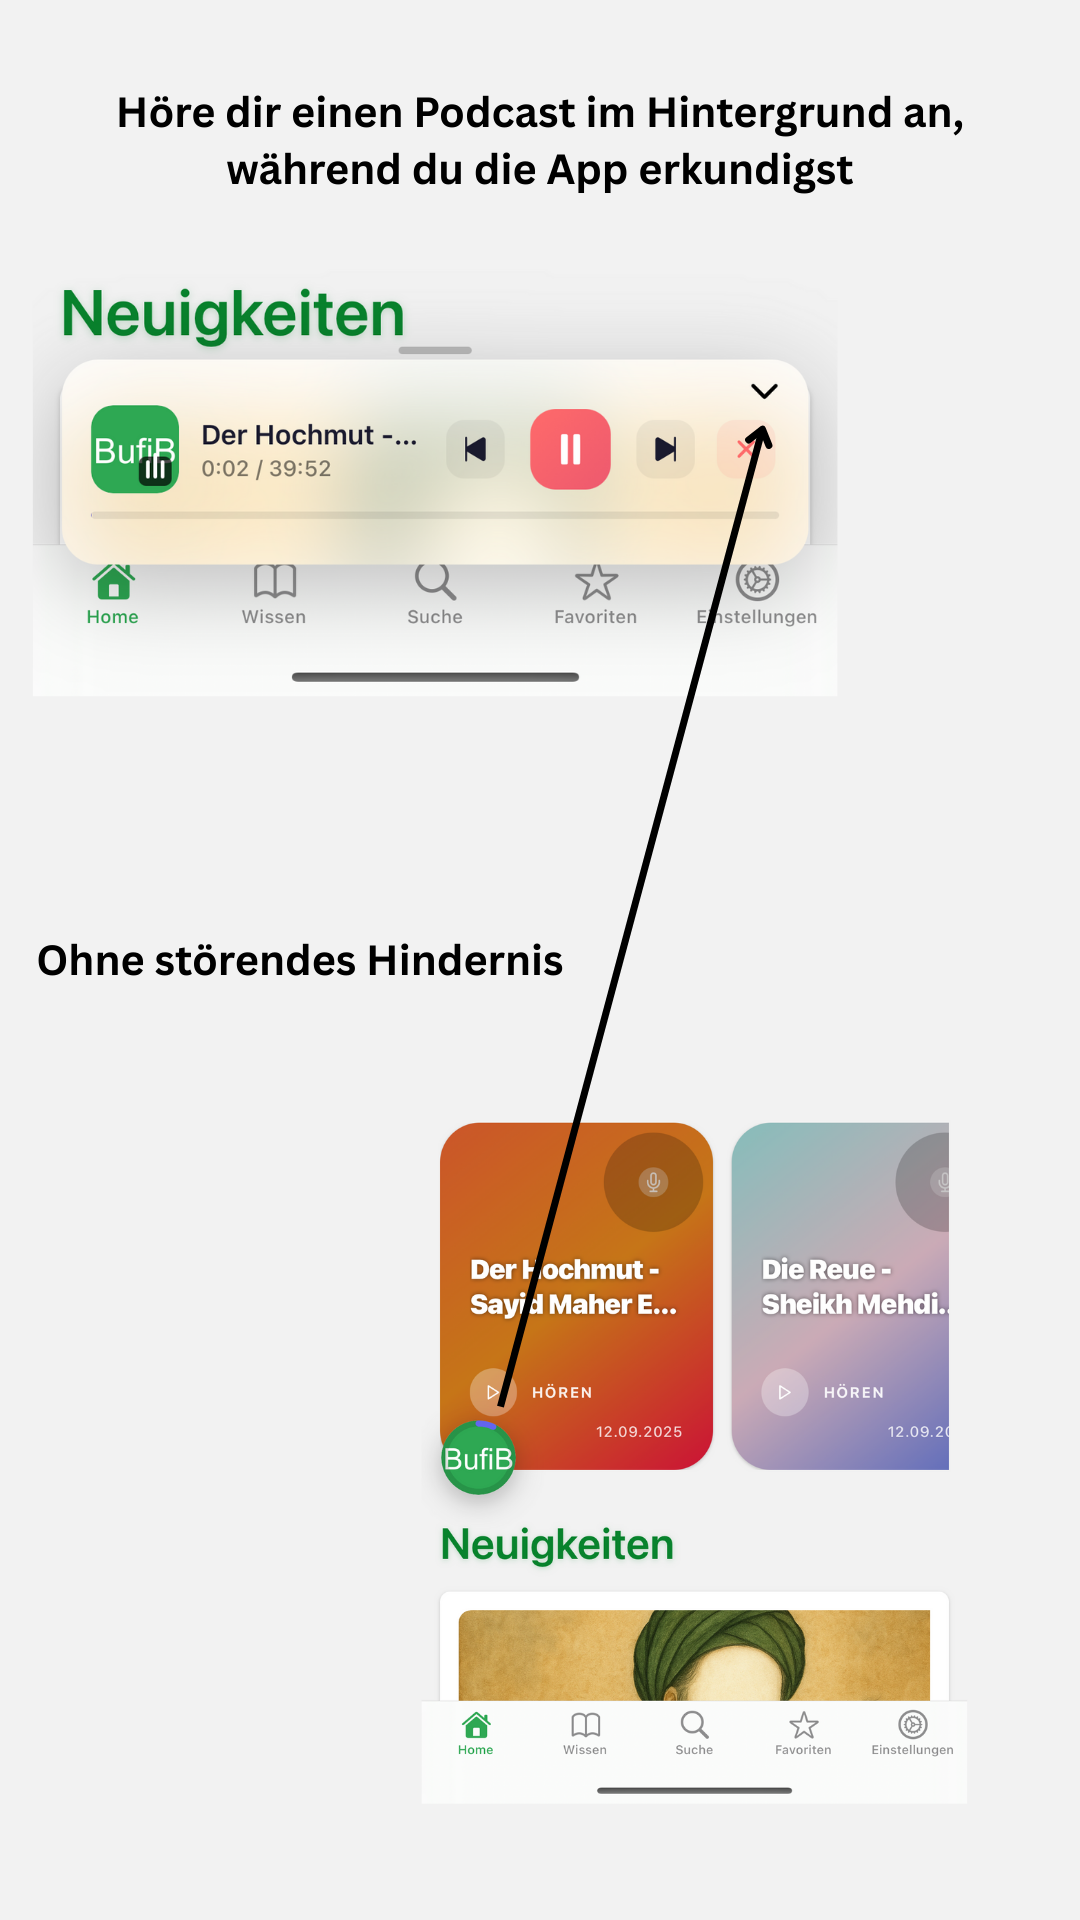 Höre dir einen Podcast im Hintergrund an,
während du die App erkundigst
Neuigkeiten
BufiB
Der Hochmut -...
0:02 / 39:52
Home
Wissen
Suche
Favoriten
Einstellungen
Ohne störendes Hindernis
Der Hochmut -
Sayid Maher E...
HÖREN
12.09.2025
Die Reue -
Sheikh Mehdi..
HÖREN
12.09.20
BufiB
Neuigkeiten
Home
Wissen
Suche
Favoriten
Einstellungen